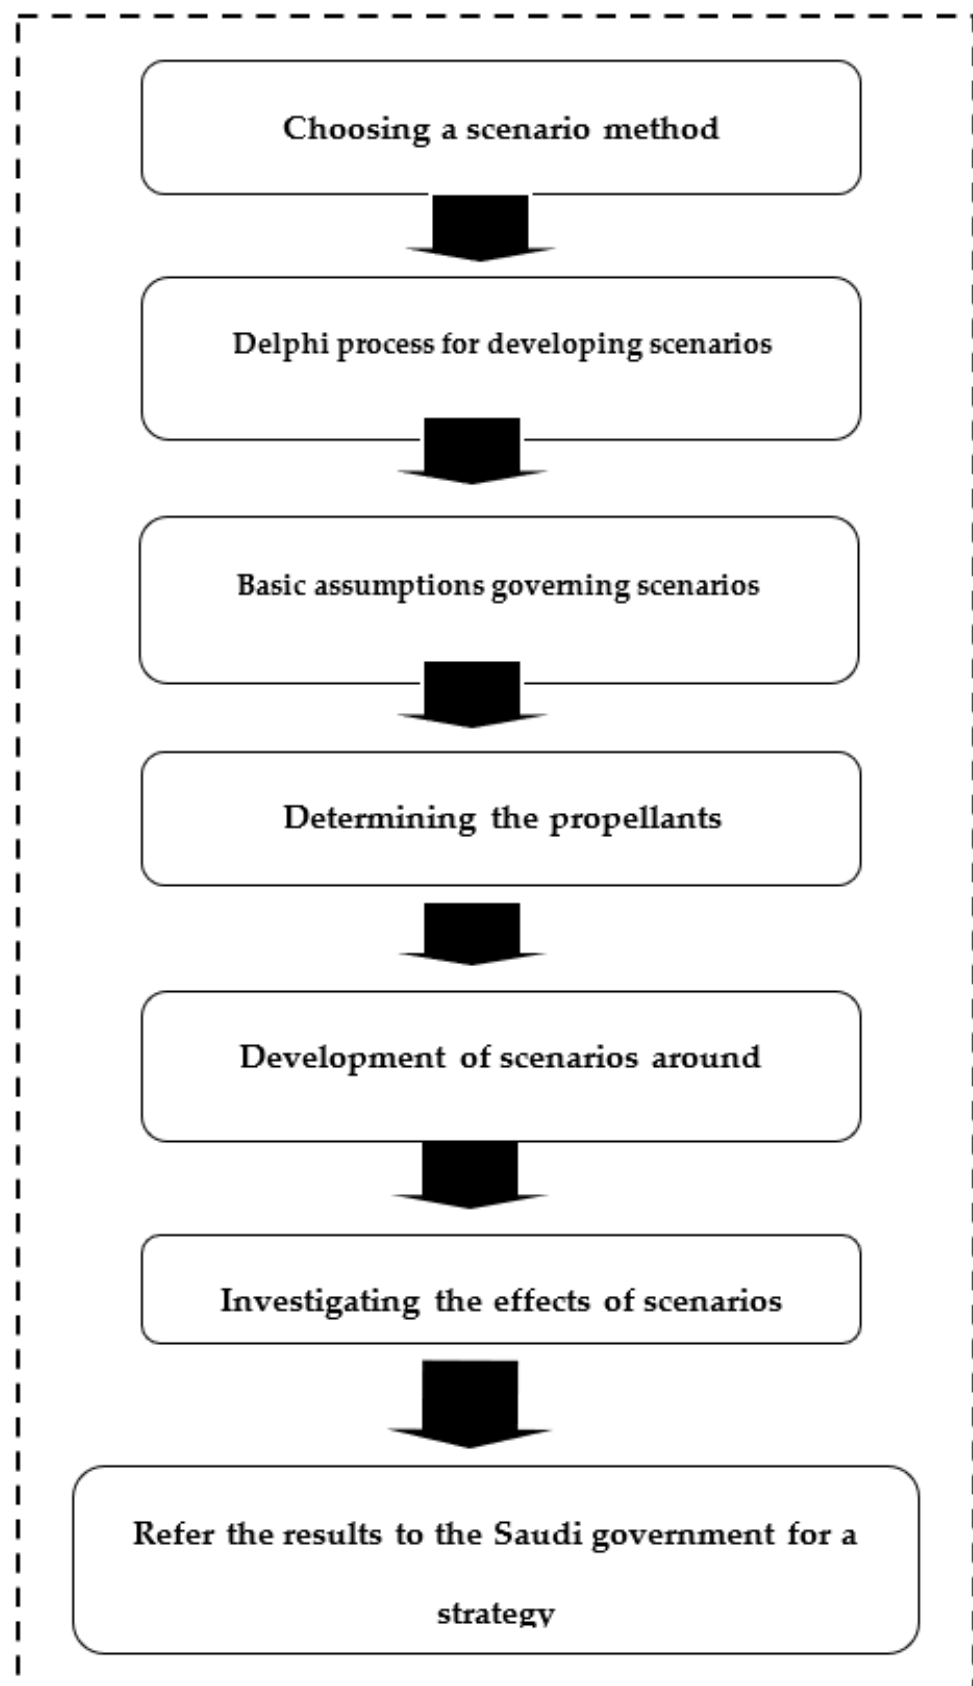 Choosing a scenario method
Delphi process for developing scenarios
Basic assumptions governing scenarios
Determining the propellants
Development of scenarios around
Investigating the effects of scenarios
Refer the results to the Saudi government for a
strategy